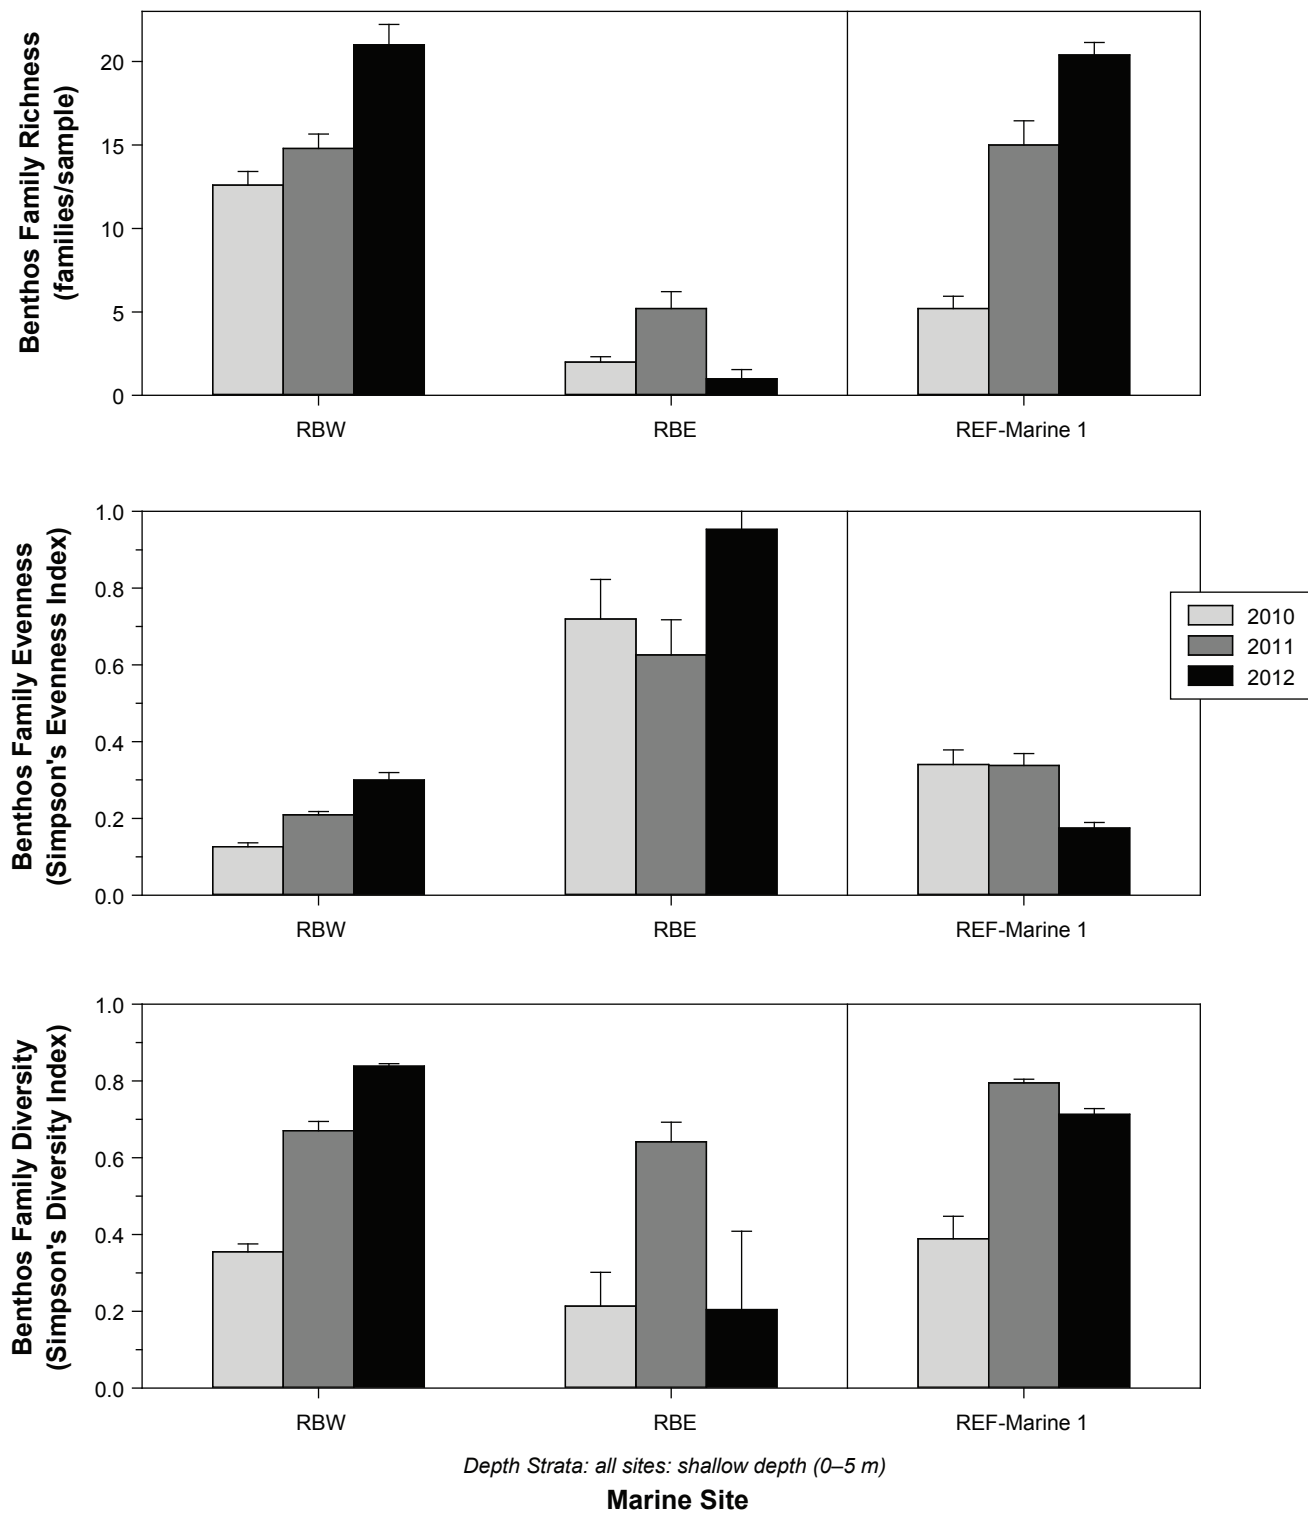 Benthos Family Richness
(families/sample)
20
15
10
5
0
RBW
RBE
REF-Marine 1
Benthos Family Evenness
(Simpson's Evenness Index)
1.0
0.8
0.6
0.4
0.2
0.0
RBW
RBE
REF-Marine 1
2010
2011
2012
Benthos Family Diversity
(Simpson's Diversity Index)
1.0
0.8
0.6
0.4
0.2
0.0
RBW
RBE
REF-Marine 1
Depth Strata: all sites: shallow depth (0–5 m)
Marine Site